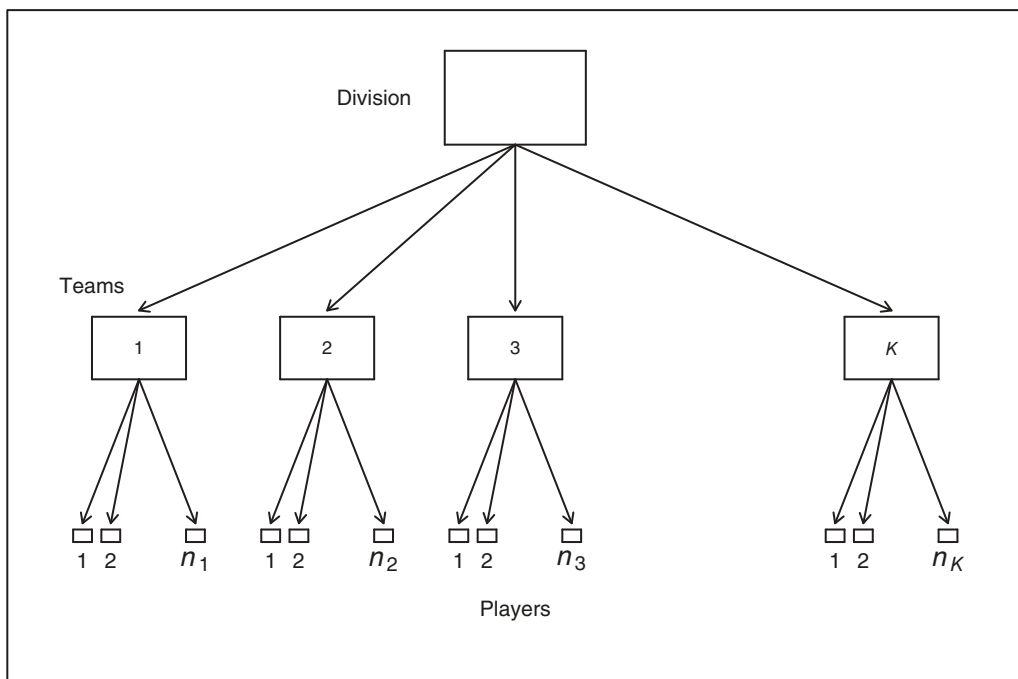 Division
Teams
1 2 3 K
1 2 n1 1 2 n2 1 2 n3 1 2 nK
Players